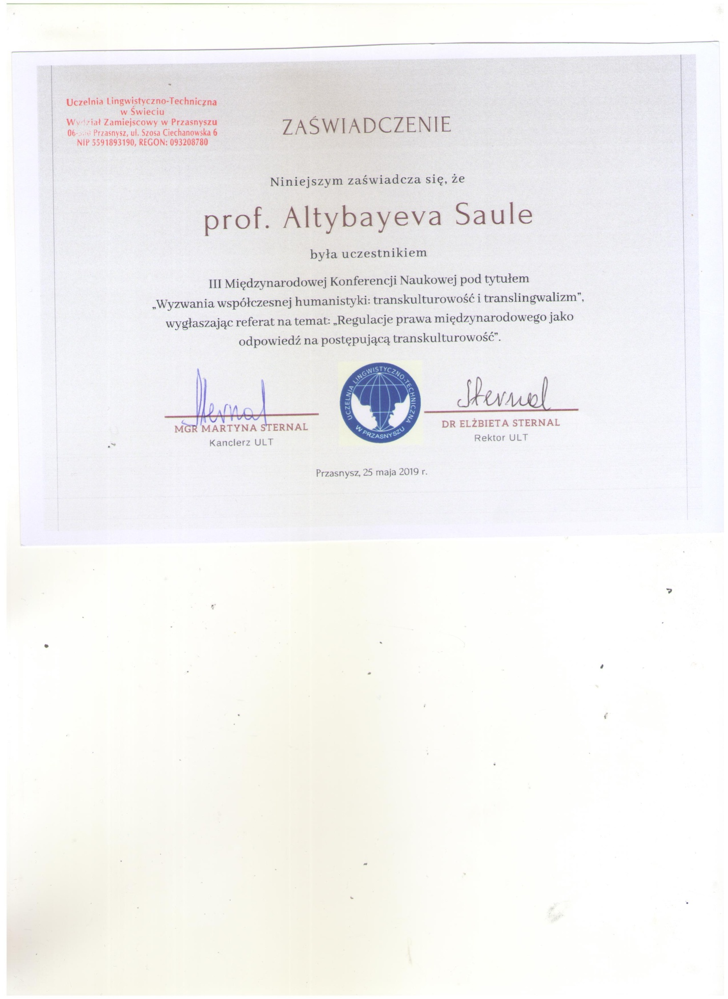 Uczelnia Lingwistyczno-Techniczna
w Świeciu
Wydział Zamiejscowy w Przasnyszu
Przasnysz, ul. Szosa Ciechanowska 6
NIP 5591893190, REGON: 093208780
ZAŚWIADCZENIE
Niniejszym zaświadcza się, że
prof. Altybayeva Saule
była uczestnikiem
III Międzynarodowej Konferencji Naukowej pod tytułem
„Wyzwania współczesnej humanistyki: transkulturowość i translingwalizm”,
wygłaszając referat na temat: „Regulacje prawa międzynarodowego jako
odpowiedź na postępującą transkulturowość”.
Sternal
UCZELNIA LINGWISTYCZNO-TECHNICZNA
W PRZASNYSZU
Sternal
MGR MARTYNA STERNAL
Kanclerz ULT
DR ELŻBIETA STERNAL
Rektor ULT
Przasnysz, 25 maja 2019 r.